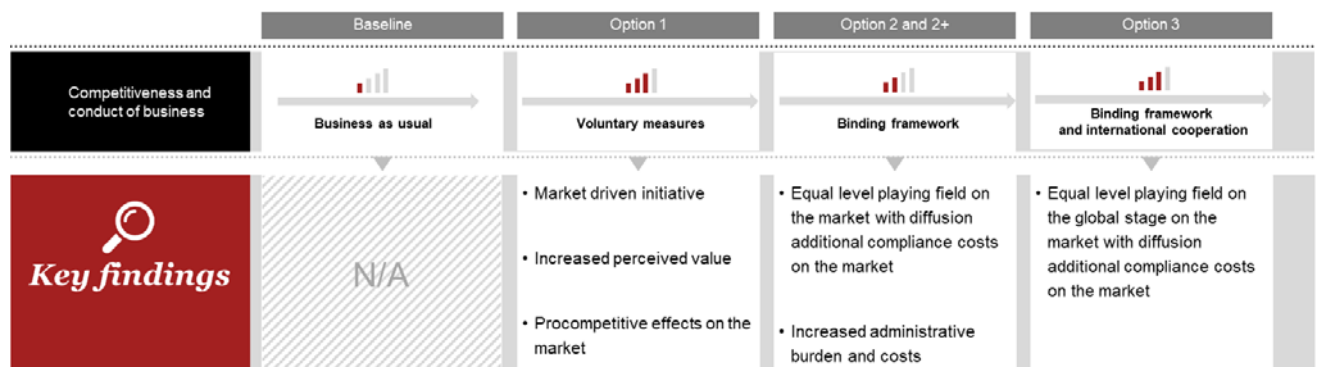 Baseline
Option 1
Option 2 and 2+
Option 3
Competitiveness and
conduct of business
Business as usual
Voluntary measures
Binding framework
Binding framework
and international cooperation
Key findings
N/A
• Market driven initiative
• Increased perceived value
• Procompetitive effects on the
market
• Equal level playing field on
the market with diffusion
additional compliance costs
on the market
• Increased administrative
burden and costs
• Equal level playing field on
the global stage on the
market with diffusion
additional compliance costs
on the market